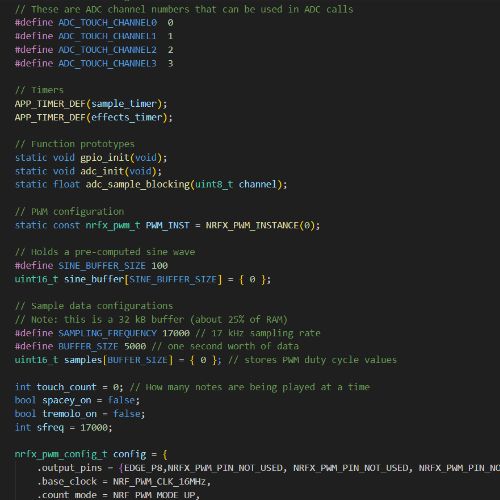 // These are ADC channel numbers that can be used in ADC calls
#define ADC_TOUCH_CHANNEL0 0
#define ADC_TOUCH_CHANNEL1 1
#define ADC_TOUCH_CHANNEL2 2
#define ADC_TOUCH_CHANNEL3 3
// Timers
APP_TIMER_DEF(sample_timer);
APP_TIMER_DEF(effects_timer);
// Function prototypes
static void gpio_init(void);
static void adc_init(void);
static float adc_sample_blocking(uint8_t channel);
// PWM configuration
static const nrfx_pwm_t PWM_INST = NRFX_PWM_INSTANCE(0);
// Holds a pre-computed sine wave
#define SINE_BUFFER_SIZE 100
uint16_t sine_buffer[SINE_BUFFER_SIZE] = { 0 };
// Sample data configurations
// Note: this is a 32 kB buffer (about 25% of RAM)
#define SAMPLING_FREQUENCY 17000 // 17 kHz sampling rate
#define BUFFER_SIZE 5000 // one second worth of data
uint16_t samples[BUFFER_SIZE] = { 0 }; // stores PWM duty cycle values
int touch_count = 0; // How many notes are being played at a time
bool spacey_on = false;
bool tremolo_on = false;
int sfreq = 17000;
nrfx_pwm_config_t config = {
.output_pins = {EDGE_P8,NRFX_PWM_PIN_NOT_USED, NRFX_PWM_PIN_NOT_USED, NRFX_PWM_PIN_NO
.base_clock = NRF_PWM_CLK_16MHz,
.count_mode = NRF_PWM_MODE_UP,